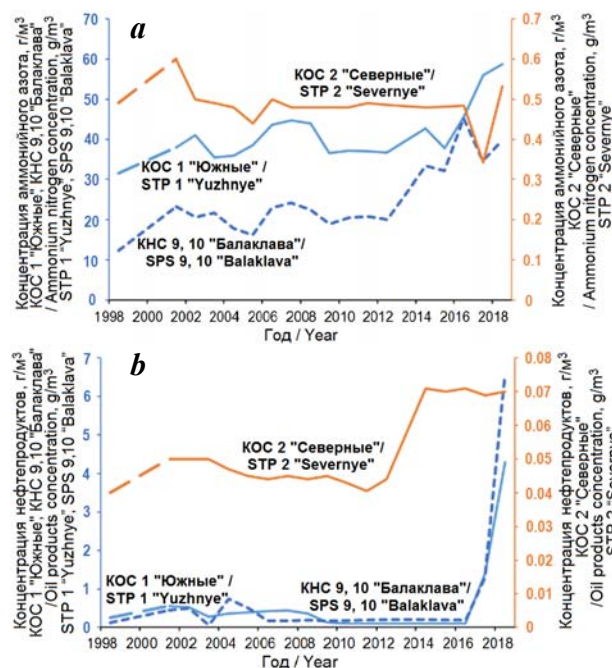 a
Концентрация аммонийного азота, г/м³
КОС 1 "Южные", КНС 9,10 "Балаклава"
/ Ammonium nitrogen concentration, g/m³
STP 1 "Yuzhnye", SPS 9,10 "Balaklava"
70
60
50
40
30
20
10
0
КОС 2 "Северные"/
STP 2 "Severnye"
КОС 1 "Южные" /
STP 1 "Yuzhnye"
КНС 9, 10 "Балаклава"/
SPS 9, 10 "Balaklava"
0.7
0.6
0.5
0.4
0.3
0.2
0.1
0.0
Концентрация аммонийного азота, г/м³
КОС 2 "Северные"
/ Ammonium nitrogen concentration, g/m³
STP 2 "Severnye"
1998 2000 2002 2004 2006 2008 2010 2012 2014 2016 2018
Год / Year
b
Концентрация нефтепродуктов, г/м³
КОС 1 "Южные", КНС 9,10 "Балаклава"
/Oil products concentration, g/m³
STP 1 "Yuzhnye", SPS 9,10 "Balaklava"
7
6
5
4
3
2
1
0
КОС 2 "Северные"/
STP 2 "Severnye"
КОС 1 "Южные" /
STP 1 "Yuzhnye"
КНС 9, 10 "Балаклава"/
SPS 9, 10 "Balaklava"
0.08
0.07
0.06
0.05
0.04
0.03
0.02
0.01
0
Концентрация нефтепродуктов, г/м³
КОС 2 "Северные"
/Oil products concentration, g/m³
STP 2 "Severnye"
1998 2000 2002 2004 2006 2008 2010 2012 2014 2016 2018
Год / Year